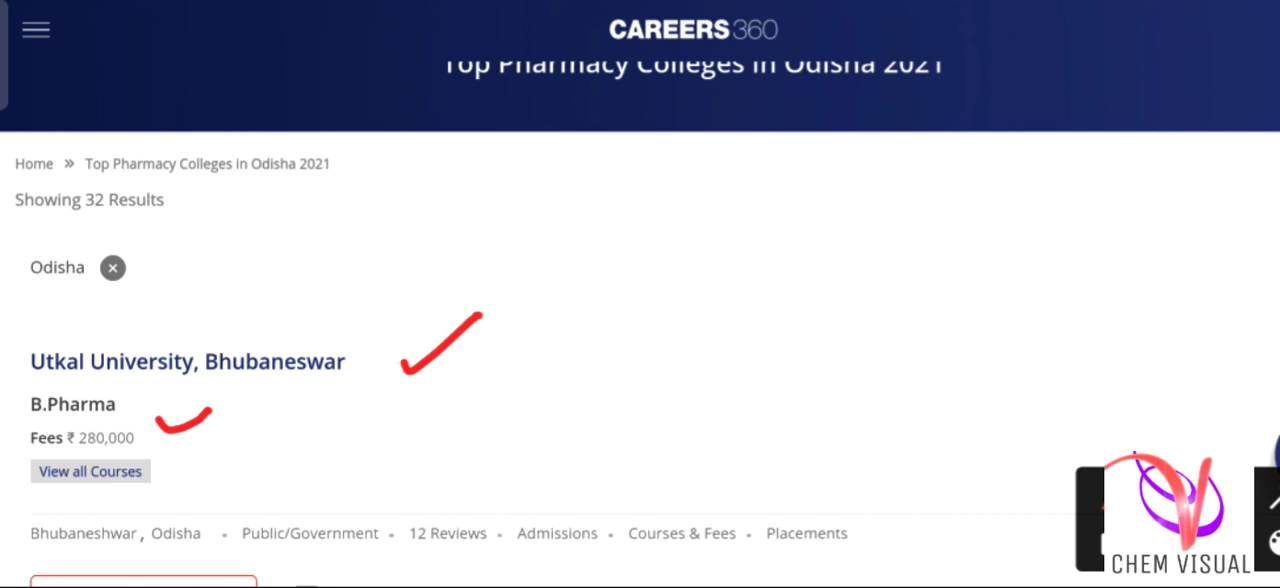 CAREERS360
Top Pharmacy Colleges in Odisha 2021
Home » Top Pharmacy Colleges in Odisha 2021
Showing 32 Results
Odisha
Utkal University, Bhubaneswar
B.Pharma
Fees ₹ 280,000
View all Courses
Bhubaneshwar, Odisha • Public/Government • 12 Reviews • Admissions • Courses & Fees • Placements
CHEM VISUAL